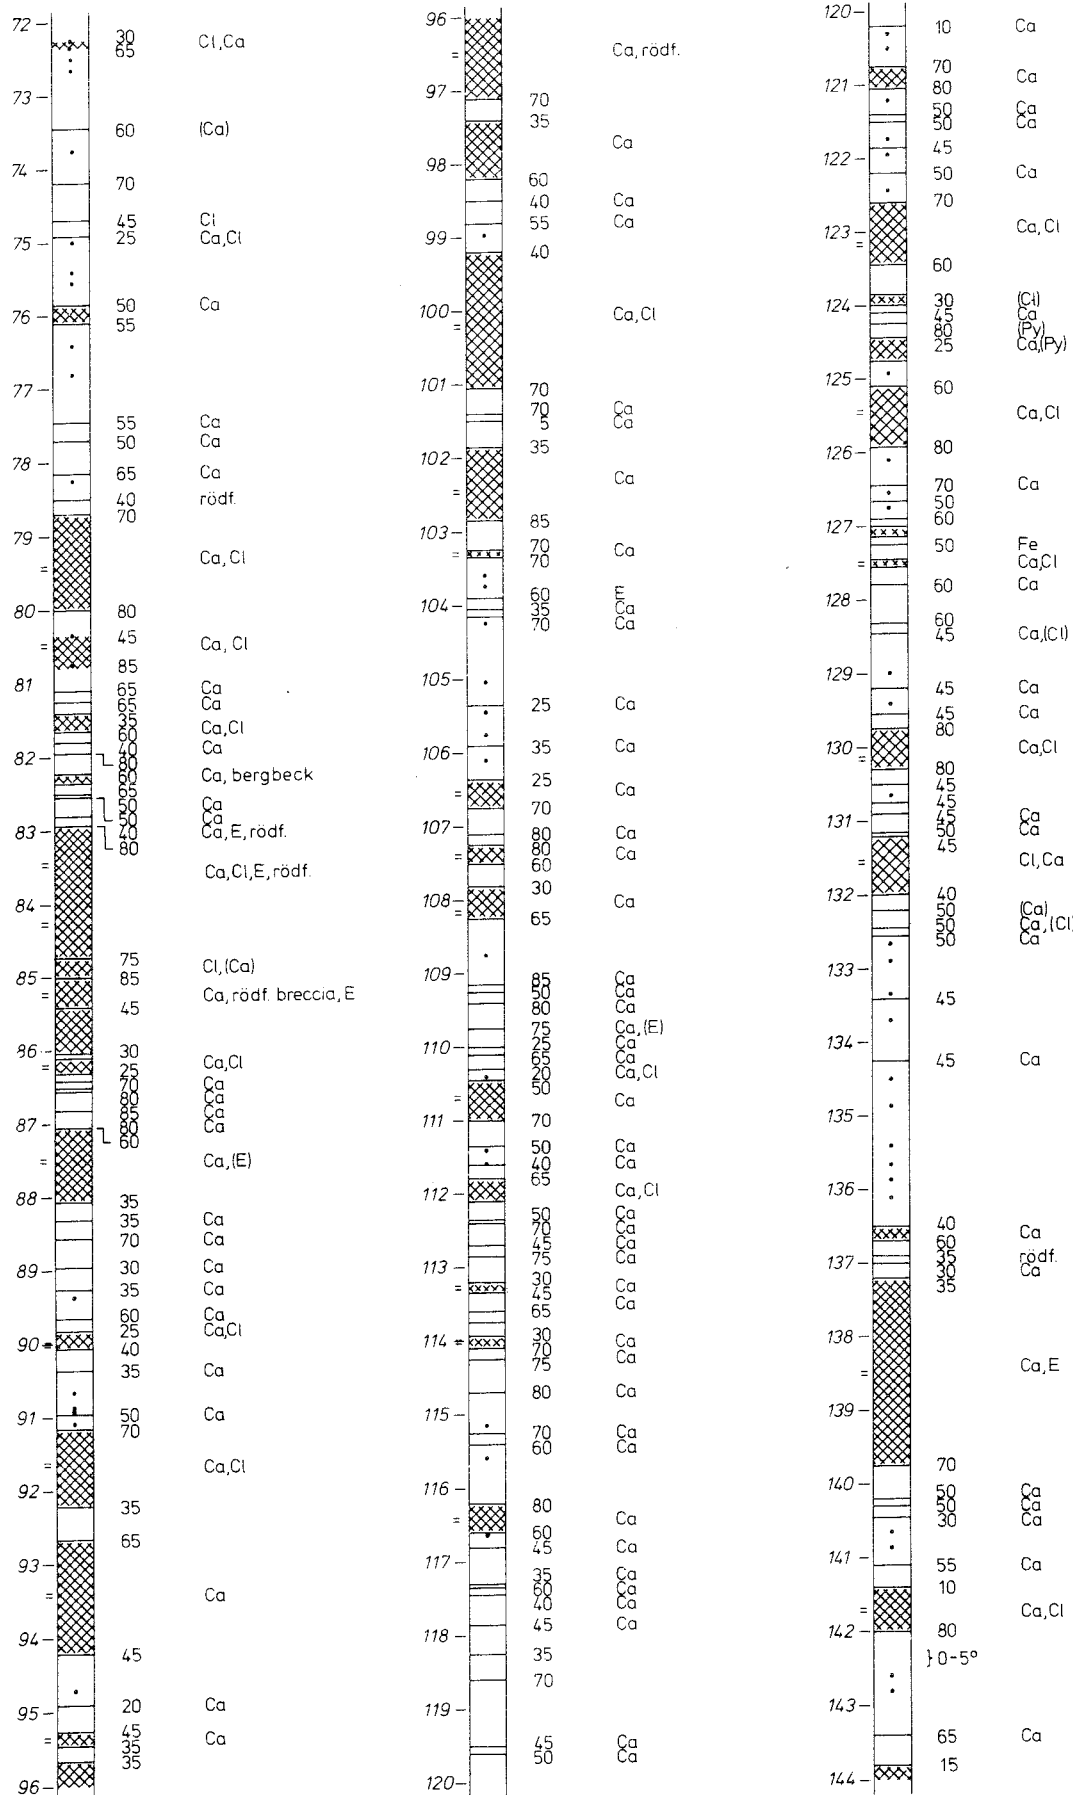 72
30
65 Cl,Ca
73
60 (Ca)
74
70
45 Cl
25 Ca,Cl
75
50 Ca
76
55
77
55 Ca
50 Ca
78
65 Ca
40 rödf.
70
79
Ca,Cl
=
80
80
45
= Ca,Cl
85
81
65 Ca
65 Ca
35
Ca,Cl
60
40 Ca
82
80
60 Ca, bergbeck
65
50 Ca
50 Ca
83
40 Ca,E,rödf.
80
= Ca,Cl,E,rödf.
84
=
75
Cl,(Ca)
85
85
= Ca,rödf. breccia,E
45
86
30
= Ca,Cl
25
70 Ca
80 Ca
85 Ca
87
80 Ca
60
= Ca,(E)
88
35
35 Ca
70 Ca
89
30 Ca
35 Ca
60 Ca
25 Ca,Cl
90 =
40
35 Ca
91
50 Ca
70
= Ca,Cl
92
35
65
93
= Ca
94
45
20 Ca
95
45
= Ca
35
35
96
96
= Ca,rödf.
97
70
35
Ca
98
60
40 Ca
55 Ca
99
40
100
Ca,Cl
=
101
70
70 Ca
5 Ca
35
102
Ca
=
85
103
70 Ca
=
70
60 E
104
35 Ca
70 Ca
105
25 Ca
106
35 Ca
25
= Ca
70
107
80 Ca
80
= Ca
60
30
108
= Ca
65
109
85 Ca
50 Ca
80 Ca
75 Ca,(E)
110
25 Ca
65 Ca
20 Ca,Cl
50
= Ca
111
70
50 Ca
40 Ca
65
112 Ca,Cl
50 Ca
70 Ca
45 Ca
75 Ca
113
30
= Ca
45
65 Ca
30
114 = Ca
70
75 Ca
80 Ca
115
70 Ca
60 Ca
116
80
= Ca
60
45 Ca
117
35 Ca
60 Ca
40 Ca
45 Ca
118
35
70
119
45 Ca
50 Ca
120
120
10 Ca
70
121 Ca
80
50 Ca
50 Ca
45
122
50 Ca
70
123 Ca,Cl
=
60
124
30 (Cl)
45 Ca
80 (Py)
25 Ca,(Py)
125
60
= Ca,Cl
126
80
70 Ca
50
60
127
50 Fe
= Ca,Cl
60 Ca
128
60
45 Ca,(Cl)
129
45 Ca
45 Ca
80
130 Ca,Cl
=
80
45
45
131
45 Ca
50 Ca
45
= Cl,Ca
132
40
50 (Ca)
50 Ca,(Cl)
50 Ca
133
45
134
45 Ca
135
136
40
Ca
60
35 rödf.
137
30 Ca
35
138
= Ca,E
139
70
140
50 Ca
50 Ca
30 Ca
141
55 Ca
10
= Ca,Cl
142
80
}0-5°
143
65 Ca
15
144